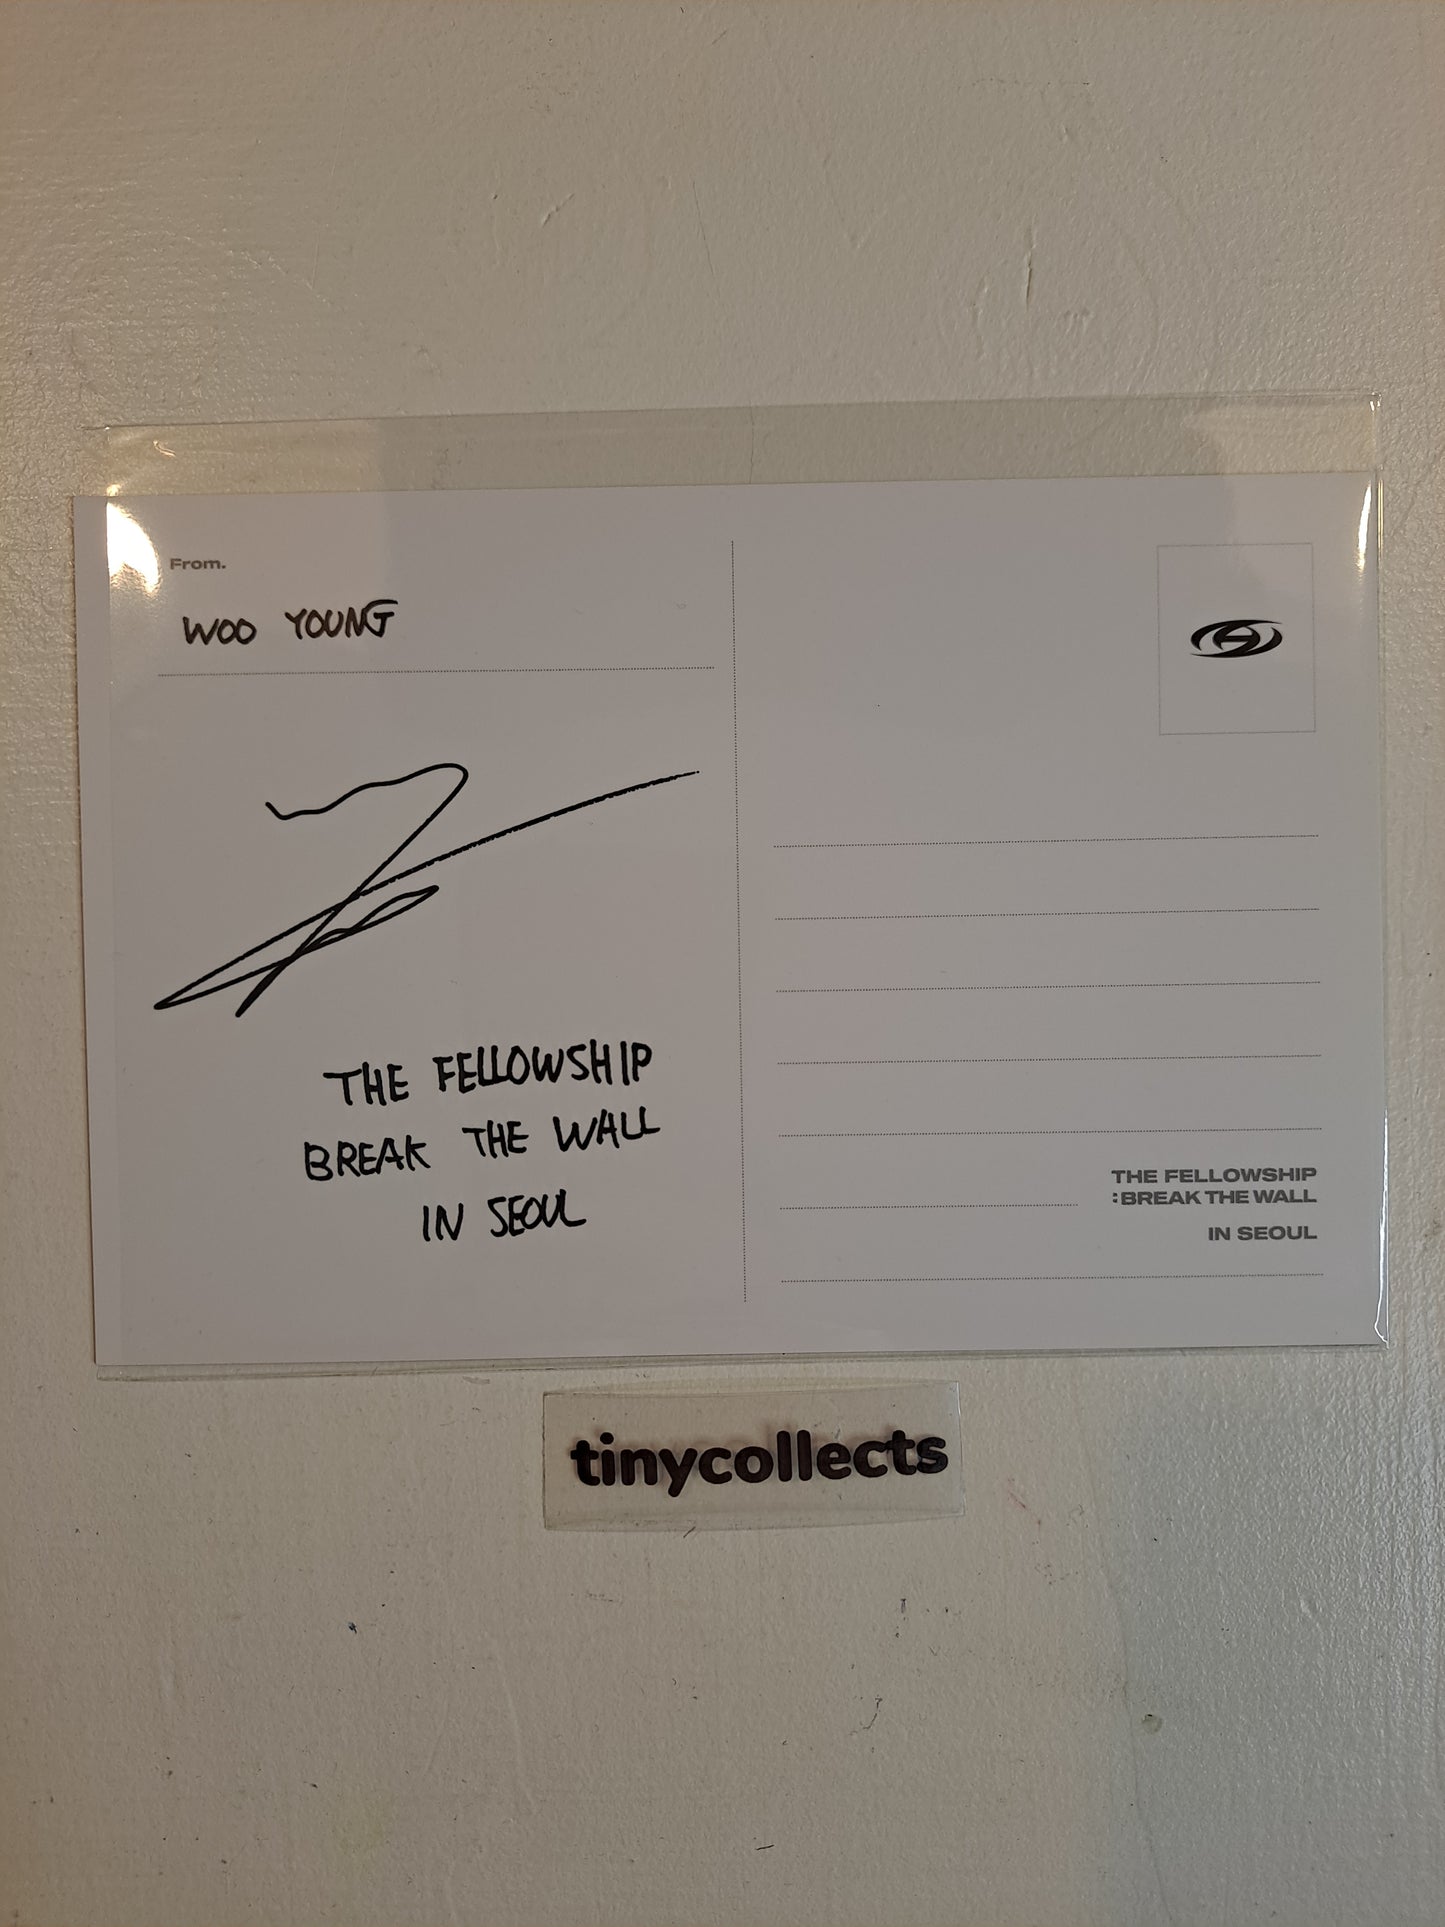 From.
WOO YOUNG
THE FELLOWSHIP
BREAK THE WALL
IN SEOUL
THE FELLOWSHIP
:BREAK THE WALL
IN SEOUL
tinycollects